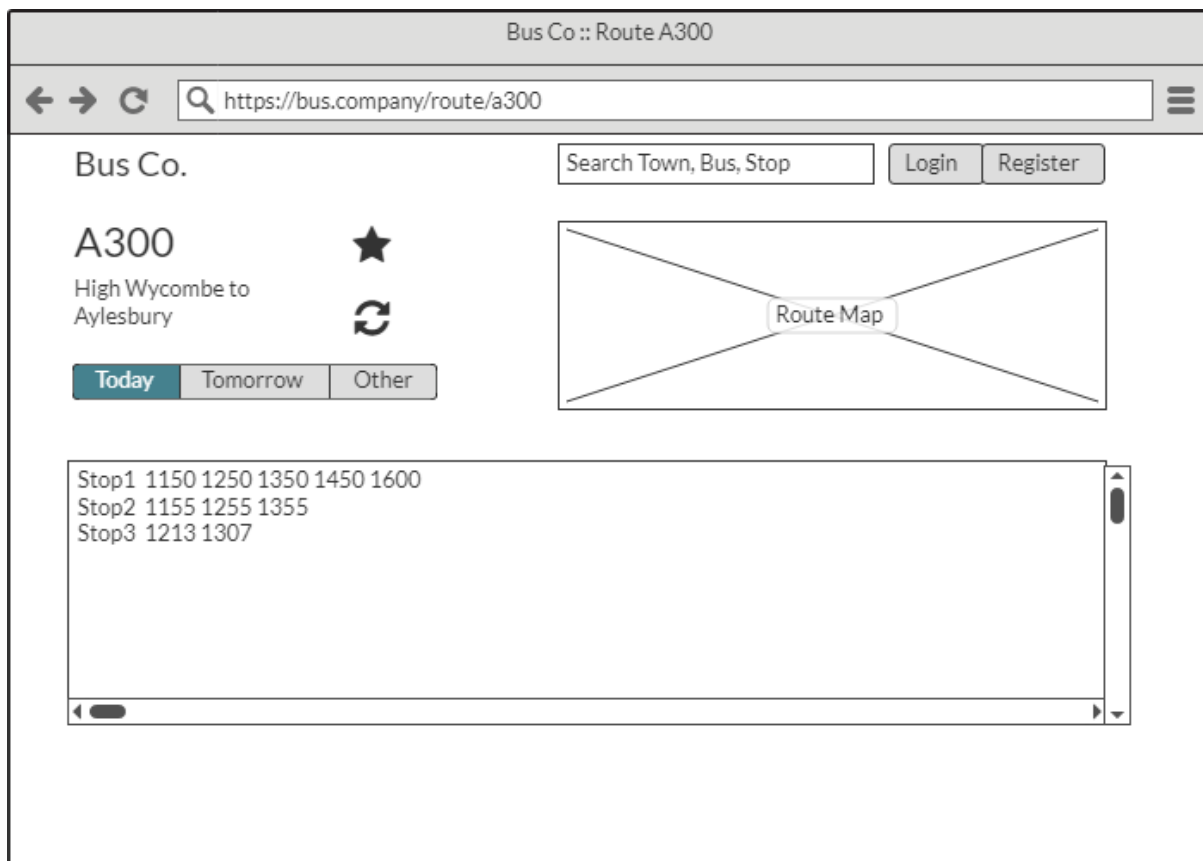 Bus Co :: Route A300
https://bus.company/route/a300
Bus Co.
Search Town, Bus, Stop
Login
Register
A300
High Wycombe to
Aylesbury
Route Map
Today
Tomorrow
Other
Stop1 1150 1250 1350 1450 1600
Stop2 1155 1255 1355
Stop3 1213 1307